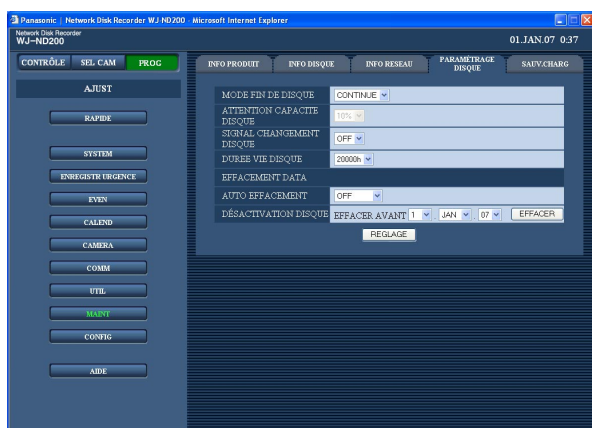 Panasonic | Network Disk Recorder WJ-ND200 - Microsoft Internet Explorer
Network Disk Recorder
WJ-ND200
01.JAN.07 0:37
CONTRÔLE SEL CAM PROG
INFO PRODUIT INFO DISQUE INFO RESEAU PARAMÉTRAGE DISQUE SAUV.CHARG
AJUST
RAPIDE
SYSTEM
ENREGISTR URGENCE
EVEN
CALEND
CAMERA
COMM
UTIL
MAINT
CONFIG
AIDE
MODE FIN DE DISQUE CONTINUE
ATTENTION CAPACITE DISQUE 10%
SIGNAL CHANGEMENT DISQUE OFF
DUREE VIE DISQUE 20000h
EFFACEMENT DATA
AUTO EFFACEMENT OFF
DÉSACTIVATION DISQUE EFFACER AVANT 1 . JAN . 07 EFFACER
REGLAGE